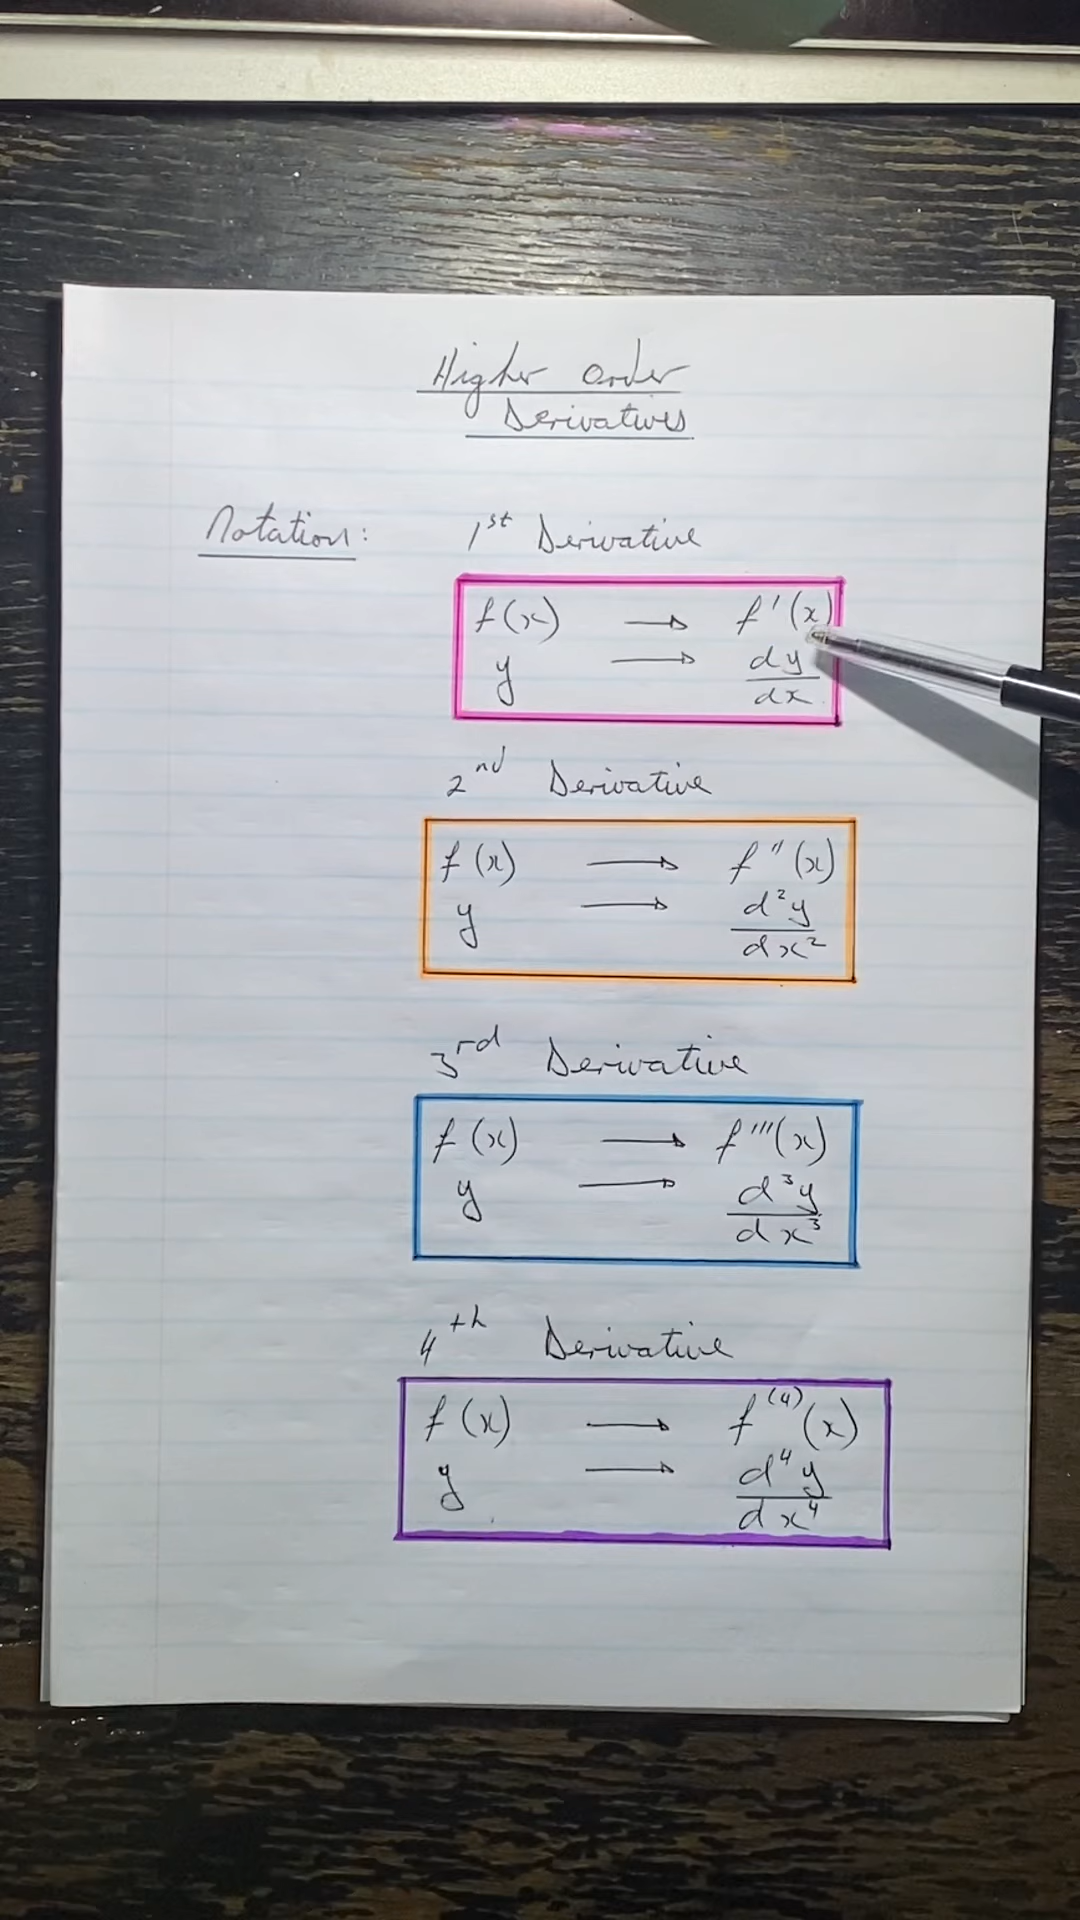 Higher Order
Derivatives
Notation: 1st Derivative
f(x) → f'(x)
y → dy/dx
2nd Derivative
f(x) → f''(x)
y → d²y/dx²
3rd Derivative
f(x) → f'''(x)
y → d³y/dx³
4th Derivative
f(x) → f⁽⁴⁾(x)
y → d⁴y/dx⁴